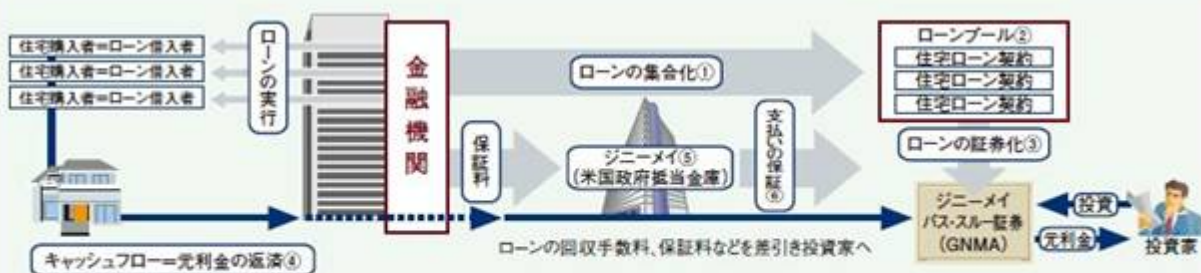 住宅購入者=ローン借入者
住宅購入者=ローン借入者
住宅購入者=ローン借入者
ローンの実行
金融機関
ローンの集合化①
ローンプール②
住宅ローン契約
住宅ローン契約
住宅ローン契約
保証料
ジニーメイ⑤
(米国政府抵当金庫)
支払いの保証⑥
ローンの証券化③
ジニーメイ
パス・スルー証券
(GNMA)
投資
元利金
投資家
ローンの回収手数料、保証料などを差引き投資家へ
キャッシュフロー=元利金の返済④